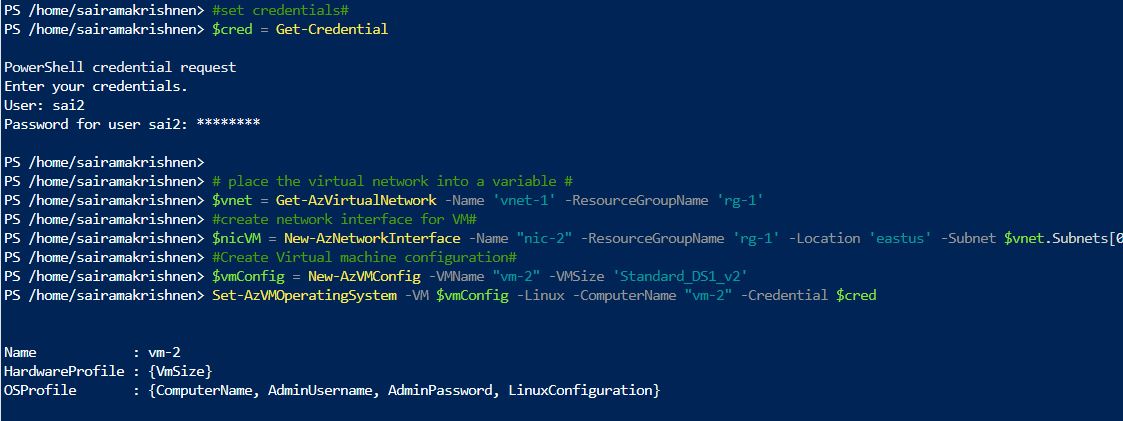 PS /home/sairamakrishnen> #set credentials#
PS /home/sairamakrishnen> $cred = Get-Credential
PowerShell credential request
Enter your credentials.
User: sai2
Password for user sai2: ********
PS /home/sairamakrishnen>
PS /home/sairamakrishnen> # place the virtual network into a variable #
PS /home/sairamakrishnen> $vnet = Get-AzVirtualNetwork -Name 'vnet-1' -ResourceGroupName 'rg-1'
PS /home/sairamakrishnen> #create network interface for VM#
PS /home/sairamakrishnen> $nicVM = New-AzNetworkInterface -Name "nic-2" -ResourceGroupName 'rg-1' -Location 'eastus' -Subnet $vnet.Subnets[0
PS /home/sairamakrishnen> #Create Virtual machine configuration#
PS /home/sairamakrishnen> $vmConfig = New-AzVMConfig -VMName "vm-2" -VMSize 'Standard_DS1_v2'
PS /home/sairamakrishnen> Set-AzVMOperatingSystem -VM $vmConfig -Linux -ComputerName "vm-2" -Credential $cred
Name : vm-2
HardwareProfile : {VmSize}
OSProfile : {ComputerName, AdminUsername, AdminPassword, LinuxConfiguration}